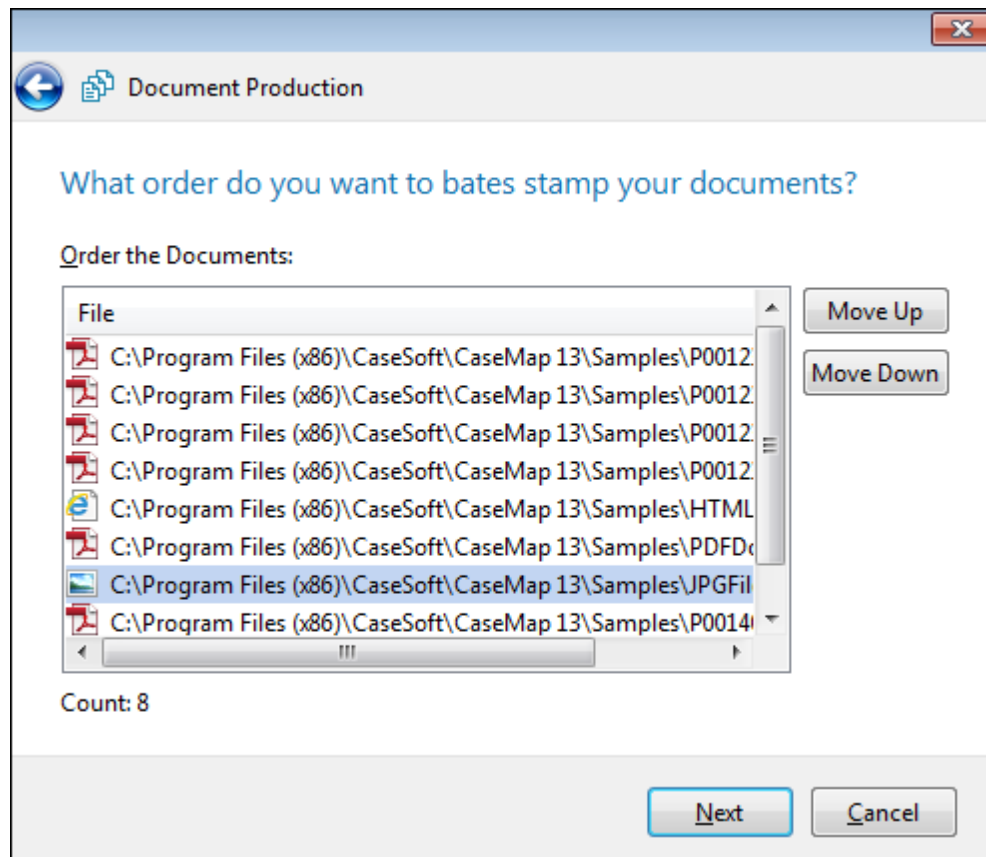 Document Production
What order do you want to bates stamp your documents?
Order the Documents:
File
Move Up
C:\Program Files (x86)\CaseSoft\CaseMap 13\Samples\P0012
C:\Program Files (x86)\CaseSoft\CaseMap 13\Samples\P0012
Move Down
C:\Program Files (x86)\CaseSoft\CaseMap 13\Samples\P0012
C:\Program Files (x86)\CaseSoft\CaseMap 13\Samples\P0012
C:\Program Files (x86)\CaseSoft\CaseMap 13\Samples\HTML
C:\Program Files (x86)\CaseSoft\CaseMap 13\Samples\PDFDo
C:\Program Files (x86)\CaseSoft\CaseMap 13\Samples\JPGFil
C:\Program Files (x86)\CaseSoft\CaseMap 13\Samples\P0014
Count: 8
Next
Cancel